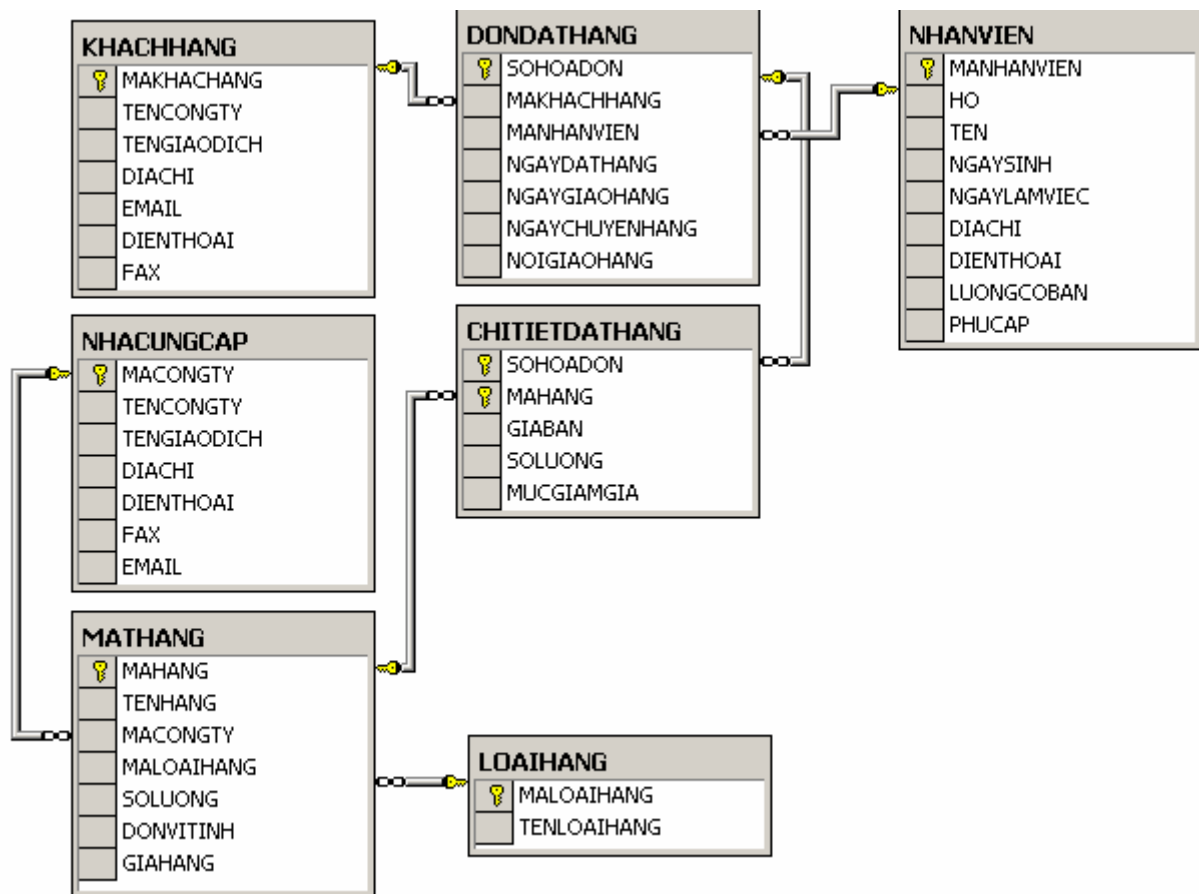 KHACHHANG
MAKHACHANG
TENCONGTY
TENGIAODICH
DIACHI
EMAIL
DIENTHOAI
FAX
DONDATHANG
SOHOADON
MAKHACHHANG
MANHANVIEN
NGAYDATHANG
NGAYGIAOHANG
NGAYCHUYENHANG
NOIGIAOHANG
NHANVIEN
MANHANVIEN
HO
TEN
NGAYSINH
NGAYLAMVIEC
DIACHI
DIENTHOAI
LUONGCOBAN
PHUCAP
NHACUNGCAP
MACONGTY
TENCONGTY
TENGIAODICH
DIACHI
DIENTHOAI
FAX
EMAIL
CHITIETDATHANG
SOHOADON
MAHANG
GIABAN
SOLUONG
MUCGIAMGIA
MATHANG
MAHANG
TENHANG
MACONGTY
MALOAIHANG
SOLUONG
DONVITINH
GIAHANG
LOAIHANG
MALOAIHANG
TENLOAIHANG